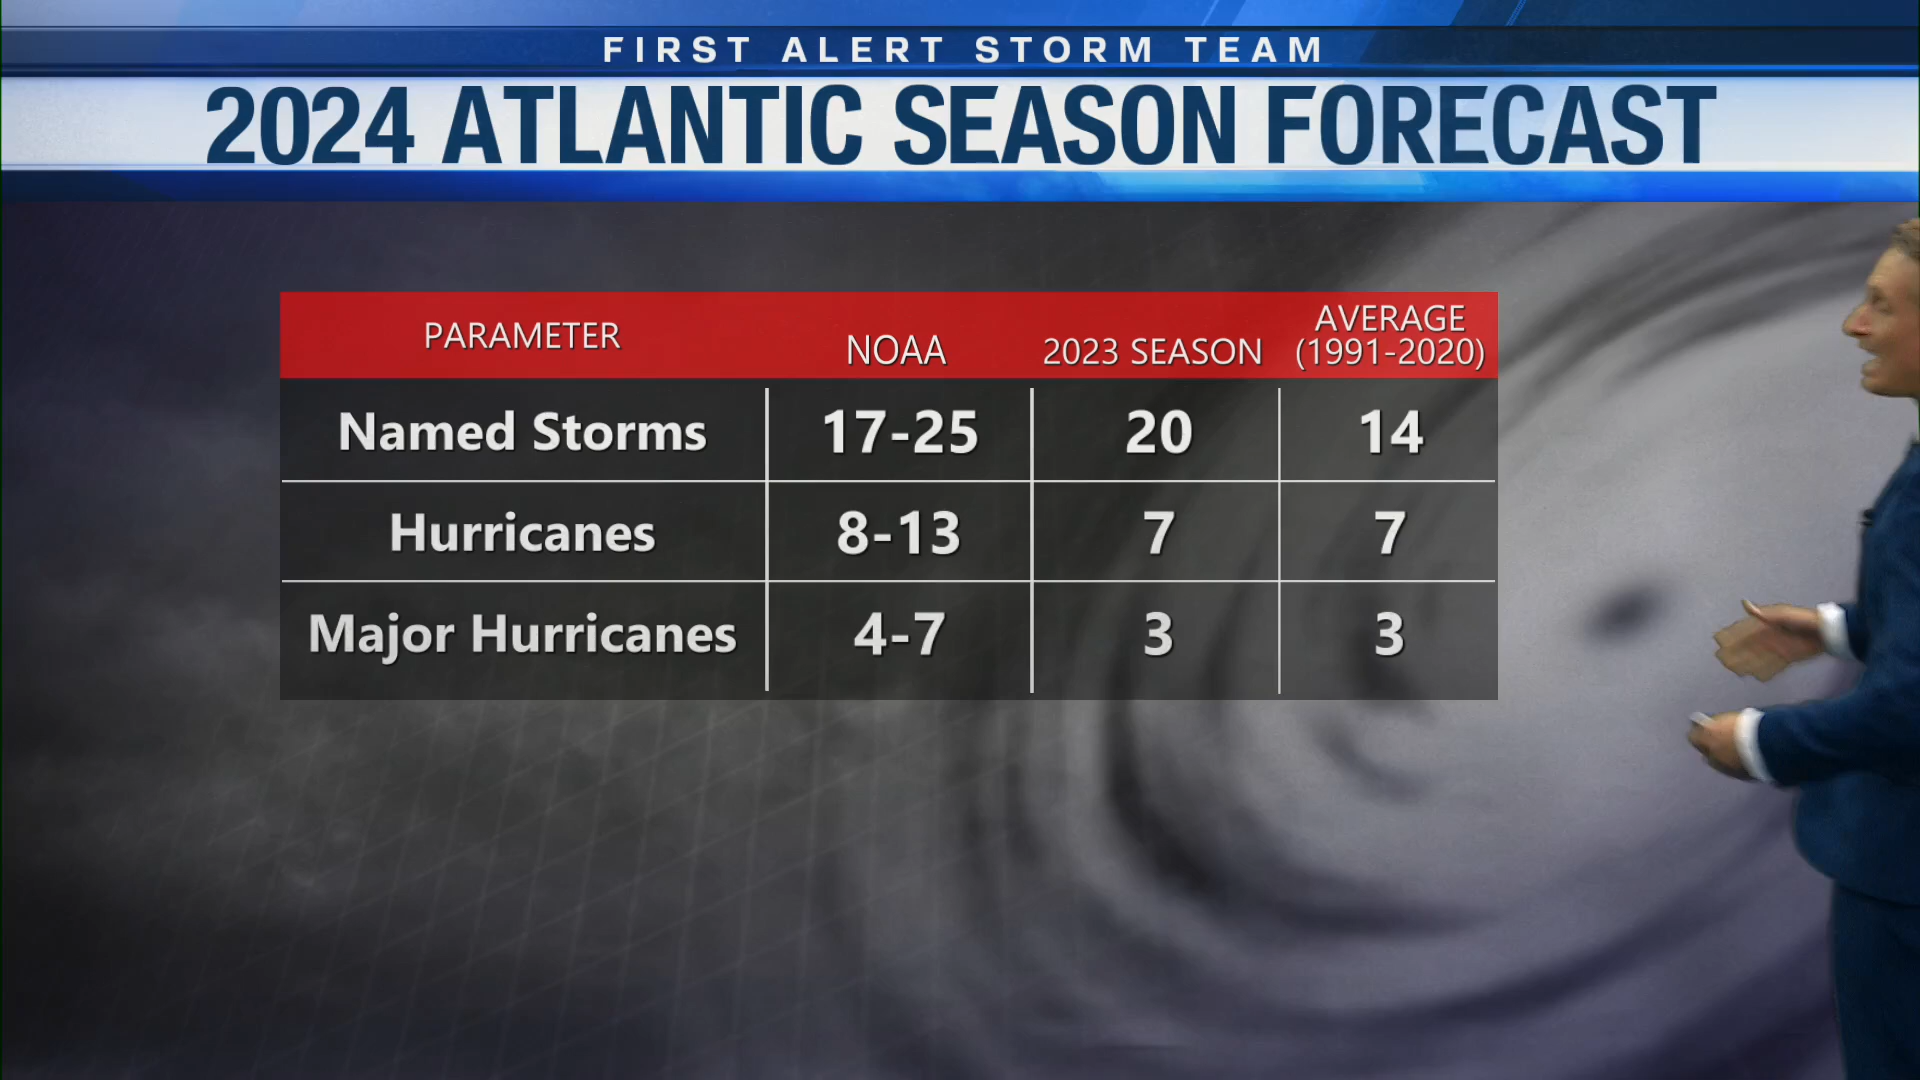 FIRST ALERT STORM TEAM
2024 ATLANTIC SEASON FORECAST
PARAMETER NOAA 2023 SEASON AVERAGE (1991-2020)
Named Storms 17-25 20 14
Hurricanes 8-13 7 7
Major Hurricanes 4-7 3 3